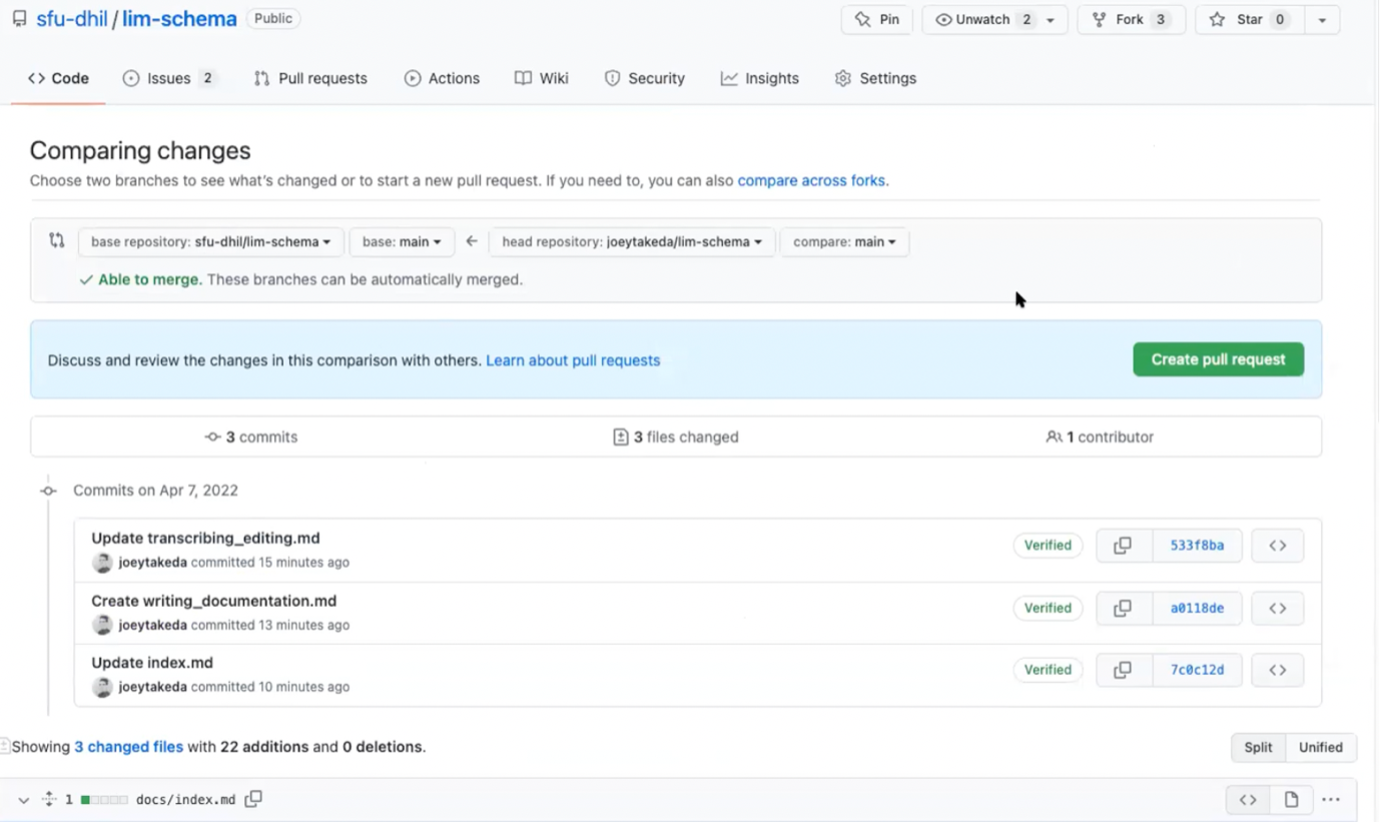 sfu-dhil / lim-schema Public Pin Unwatch 2 Fork 3 Star 0
Code Issues 2 Pull requests Actions Wiki Security Insights Settings
Comparing changes
Choose two branches to see what's changed or to start a new pull request. If you need to, you can also compare across forks.
base repository: sfu-dhil/lim-schema base: main head repository: joeytakeda/lim-schema compare: main
Able to merge. These branches can be automatically merged.
Discuss and review the changes in this comparison with others. Learn about pull requests Create pull request
3 commits 3 files changed 1 contributor
Commits on Apr 7, 2022
Update transcribing_editing.md
joeytakeda committed 15 minutes ago Verified 533f8ba
Create writing_documentation.md
joeytakeda committed 13 minutes ago Verified a0118de
Update index.md
joeytakeda committed 10 minutes ago Verified 7c0c12d
Showing 3 changed files with 22 additions and 0 deletions. Split Unified
1 docs/index.md